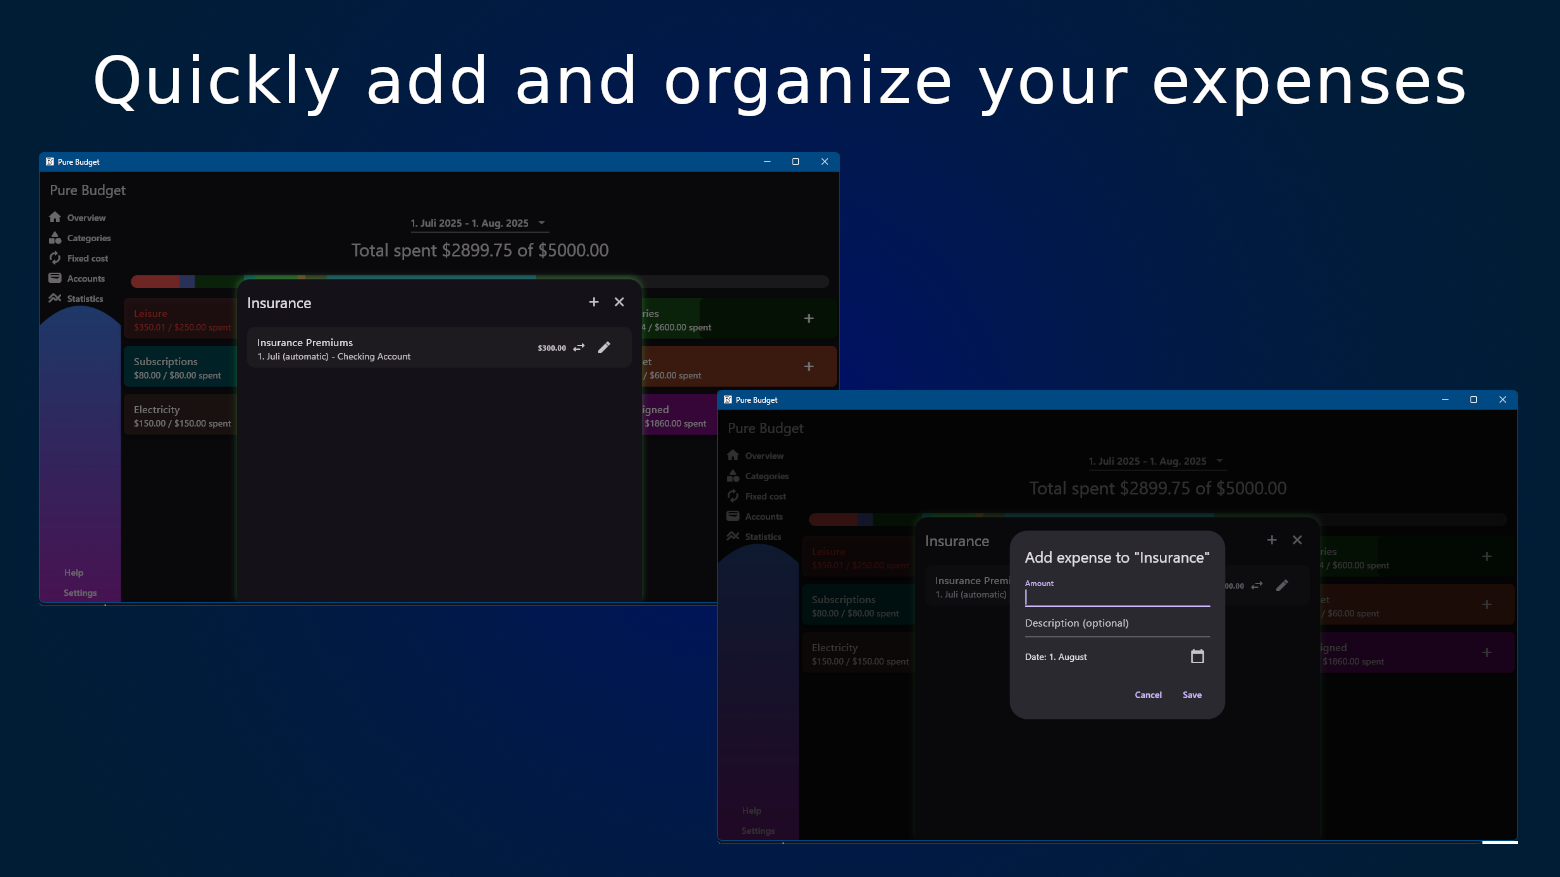 Quickly add and organize your expenses
Pure Budget
Pure Budget
Overview
Categories
Fixed cost
Accounts
Statistics
Help
Settings
1. Juli 2025 - 1. Aug. 2025
Total spent $2899.75 of $5000.00
Leisure
$350.01 / $250.00 spent
Subscriptions
$80.00 / $80.00 spent
Electricity
$150.00 / $150.00 spent
Insurance
Insurance Premiums
1. Juli (automatic) - Checking Account
$300.00
ries
4 / $600.00 spent
et
/ $60.00 spent
igned
$1860.00 spent
Pure Budget
Pure Budget
Overview
Categories
Fixed cost
Accounts
Statistics
Help
Settings
1. Juli 2025 - 1. Aug. 2025
Total spent $2899.75 of $5000.00
Leisure
$350.01 / $250.00 spent
Subscriptions
$80.00 / $80.00 spent
Electricity
$150.00 / $150.00 spent
Insurance
Insurance Premi
1. Juli (automatic)
00.00
Add expense to "Insurance"
Amount
Description (optional)
Date: 1. August
Cancel Save
ries
4 / $600.00 spent
et
/ $60.00 spent
igned
$1860.00 spent